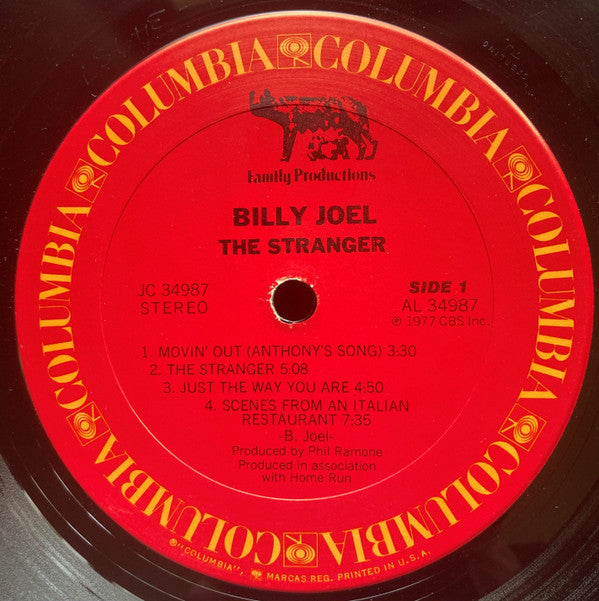 COLUMBIA COLUMBIA COLUMBIA COLUMBIA COLUMBIA COLUMBIA
Family Productions
BILLY JOEL
THE STRANGER
JC 34987
STEREO
SIDE 1
AL 34987
℗ 1977 CBS Inc.
1. MOVIN' OUT (ANTHONY'S SONG) 3:30
2. THE STRANGER 5:08
3. JUST THE WAY YOU ARE 4:50
4. SCENES FROM AN ITALIAN
RESTAURANT 7:35
-B. Joel-
Produced by Phil Ramone
Produced in association
with Home Run
®"COLUMBIA", MARCAS REG. PRINTED IN U.S.A.